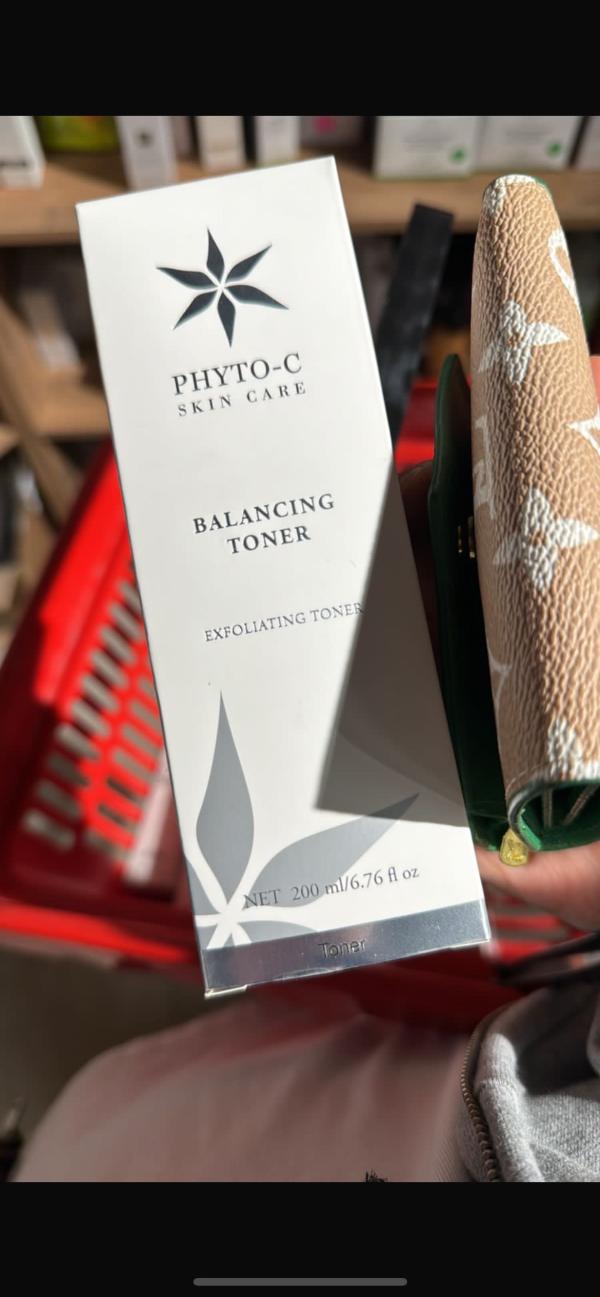 PHYTO-C
SKIN CARE
BALANCING
TONER
EXFOLIATING TONER
NET 200 ml/6.76 fl oz
Toner